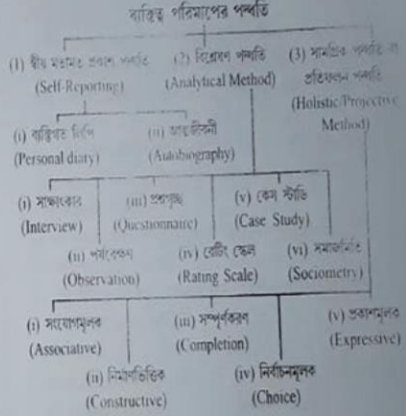 ব্যক্তিত্ব পরিমাপের পদ্ধতি
(1) স্বীয় মতামত প্রকাশ পদ্ধতি (2) বিশ্লেষণ পদ্ধতি (3) সামগ্রিক পদ্ধতি বা
(Self-Reporting) (Analytical Method) প্রতিফলন পদ্ধতি
(Holistic/Projective
Method)
(i) ব্যক্তিগত (ii) আত্মজীবনী
(Personal diary) (Autobiography)
(i) সাক্ষাৎকার (iii) প্রশ্নগুচ্ছ (v) কেস স্টাডি
(Interview) (Questionnaire) (Case Study)
(ii) পর্যবেক্ষণ (iv) রেটিং স্কেল (vi) সমাজমিতি
(Observation) (Rating Scale) (Sociometry)
(i) সংযোগমূলক (iii) সম্পূর্ণকরণ (v) প্রকাশমূলক
(Associative) (Completion) (Expressive)
(ii) নির্মাণভিত্তিক (iv) নির্বাচনমূলক
(Constructive) (Choice)